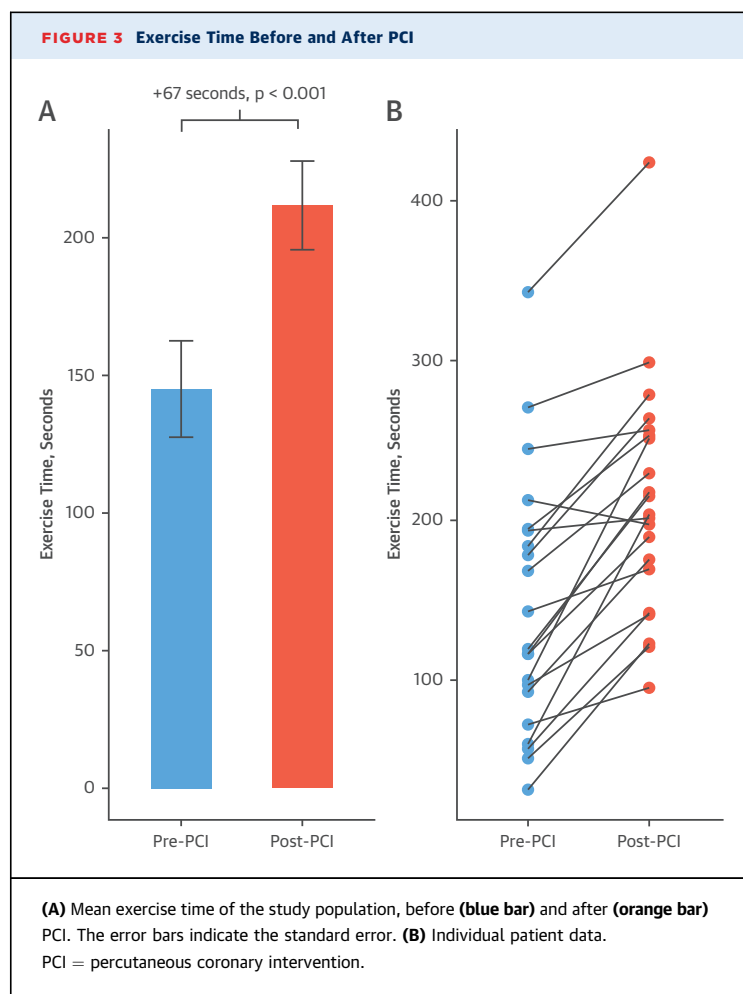 FIGURE 3 Exercise Time Before and After PCI
A
+67 seconds, p < 0.001
Exercise Time, Seconds
200
150
100
50
0
Pre-PCI
Post-PCI
B
Exercise Time, Seconds
400
300
200
100
Pre-PCI
Post-PCI
(A) Mean exercise time of the study population, before (blue bar) and after (orange bar)
PCI. The error bars indicate the standard error. (B) Individual patient data.
PCI = percutaneous coronary intervention.